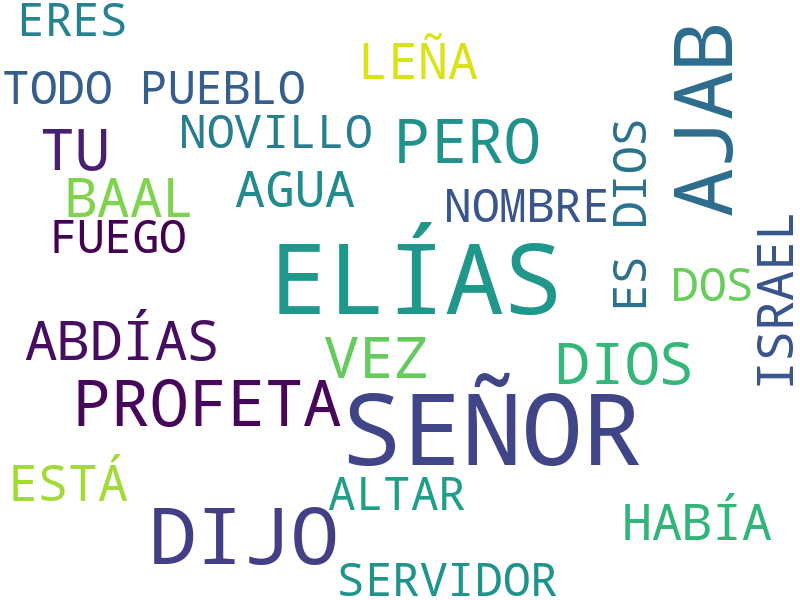 ERES
LEÑA
AJAB
TODO PUEBLO
NOVILLO
PERO
TU
ES DIOS
BAAL
AGUA
NOMBRE
FUEGO
ISRAEL
ELÍAS
DOS
ABDÍAS
VEZ
DIOS
PROFETA
SEÑOR
ESTÁ
ALTAR
HABÍA
DIJO
SERVIDOR